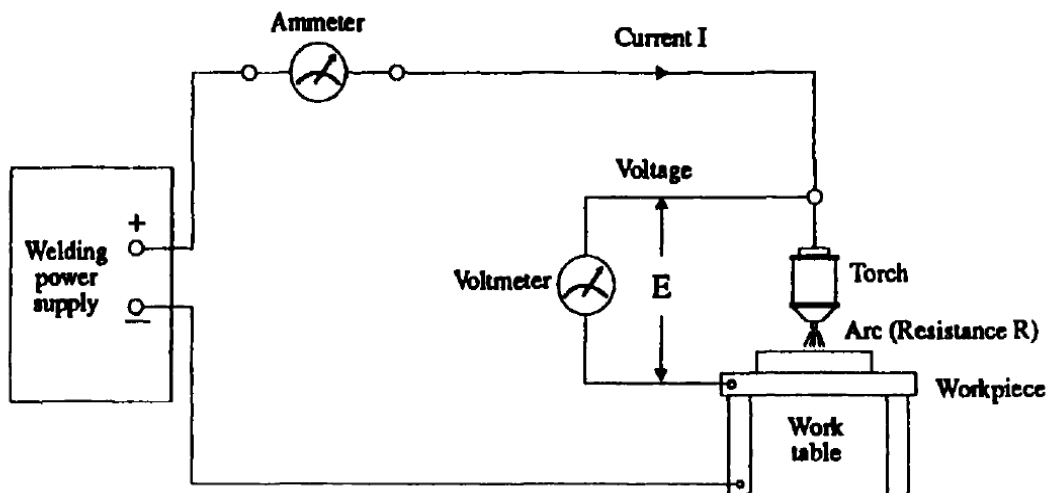 Ammeter
Current I
Voltage
+
Welding
power
supply
Voltmeter
E
Torch
Arc (Resistance R)
Workpiece
Work
table